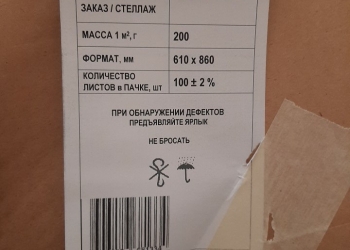 ЗАКАЗ / СТЕЛЛАЖ
МАССА 1 м², г 200
ФОРМАТ, мм 610 х 860
КОЛИЧЕСТВО
ЛИСТОВ в ПАЧКЕ, шт 100 ± 2 %
ПРИ ОБНАРУЖЕНИИ ДЕФЕКТОВ
ПРЕДЪЯВЛЯЙТЕ ЯРЛЫК
НЕ БРОСАТЬ